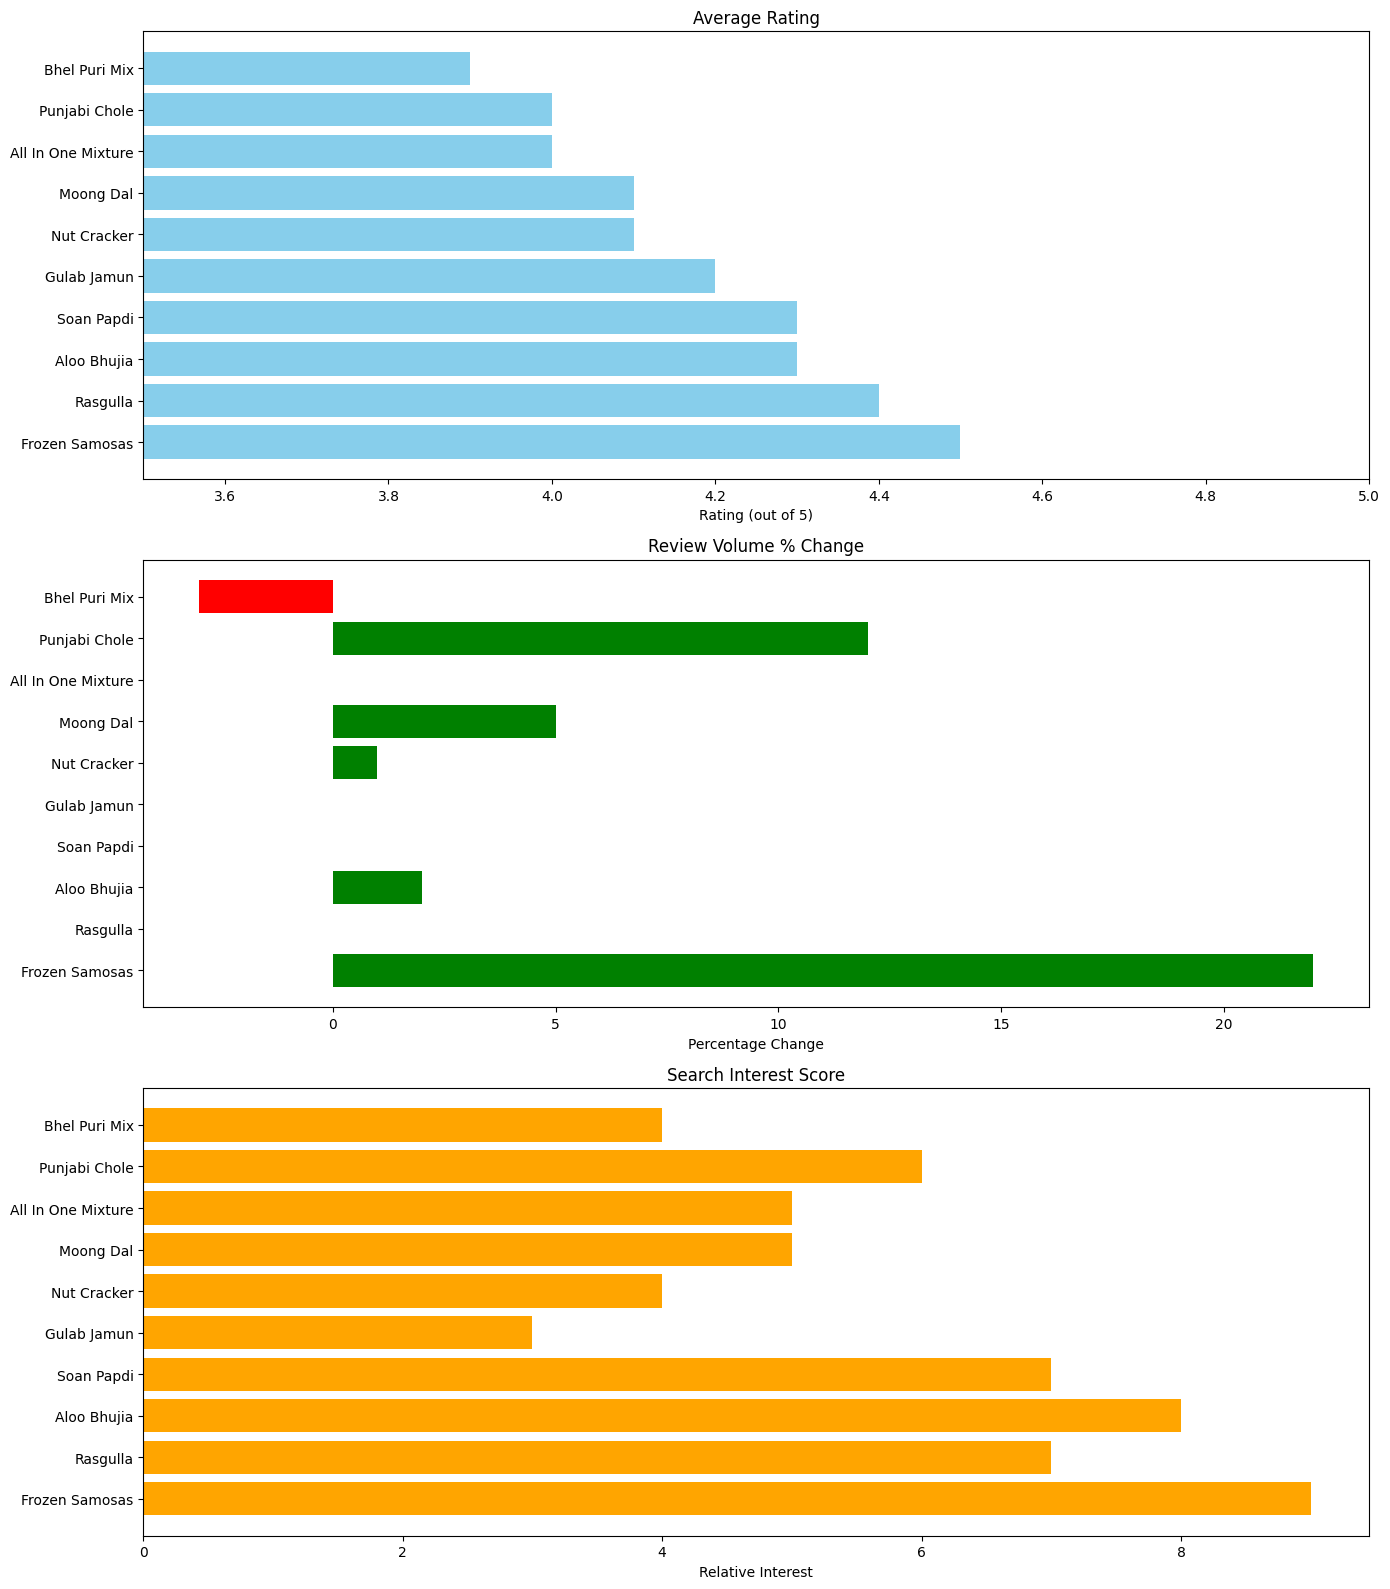 Average Rating
Bhel Puri Mix
Punjabi Chole
All In One Mixture
Moong Dal
Nut Cracker
Gulab Jamun
Soan Papdi
Aloo Bhujia
Rasgulla
Frozen Samosas
3.6 3.8 4.0 4.2 4.4 4.6 4.8 5.0
Rating (out of 5)
Review Volume % Change
Bhel Puri Mix
Punjabi Chole
All In One Mixture
Moong Dal
Nut Cracker
Gulab Jamun
Soan Papdi
Aloo Bhujia
Rasgulla
Frozen Samosas
0 5 10 15 20
Percentage Change
Search Interest Score
Bhel Puri Mix
Punjabi Chole
All In One Mixture
Moong Dal
Nut Cracker
Gulab Jamun
Soan Papdi
Aloo Bhujia
Rasgulla
Frozen Samosas
0 2 4 6 8
Relative Interest